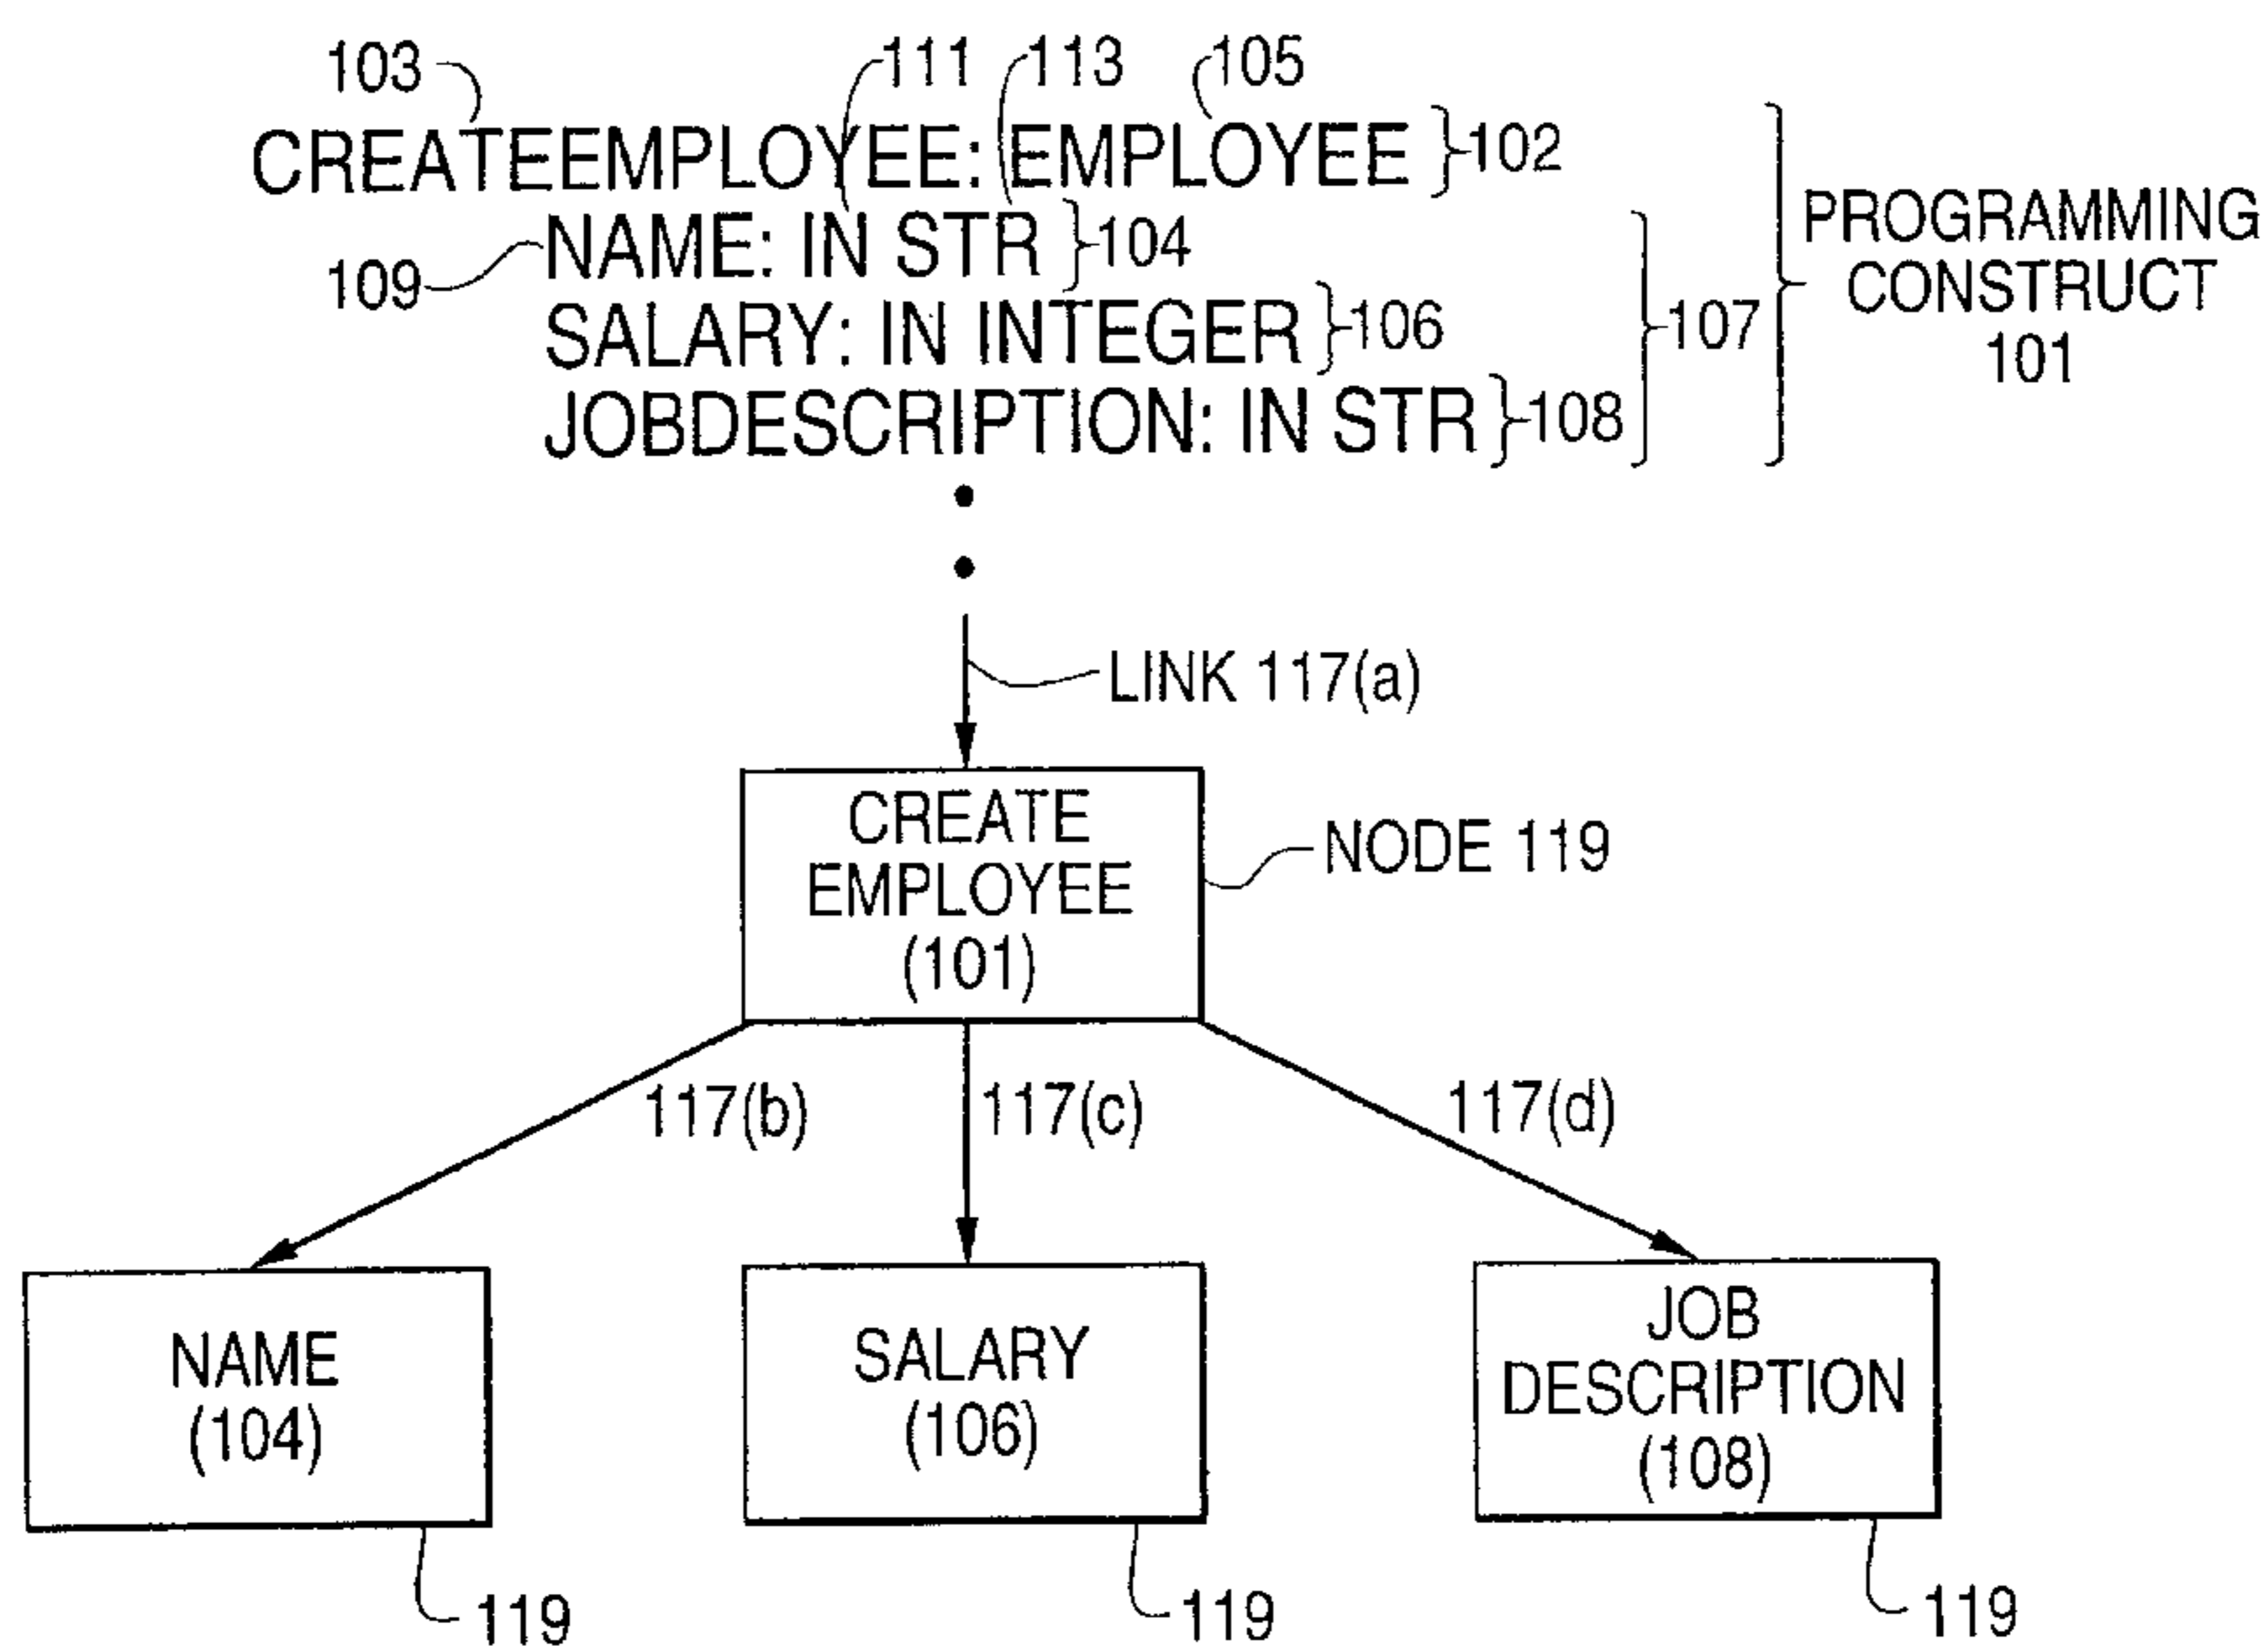 103 111 113 105
CREATEEMPLOYEE: EMPLOYEE 102
109 NAME: IN STR 104
SALARY: IN INTEGER 106
JOBDESCRIPTION: IN STR 108
107
PROGRAMMING
CONSTRUCT
101
LINK 117(a)
CREATE
EMPLOYEE
(101)
NODE 119
117(b) 117(c) 117(d)
NAME
(104)
SALARY
(106)
JOB
DESCRIPTION
(108)
119 119 119